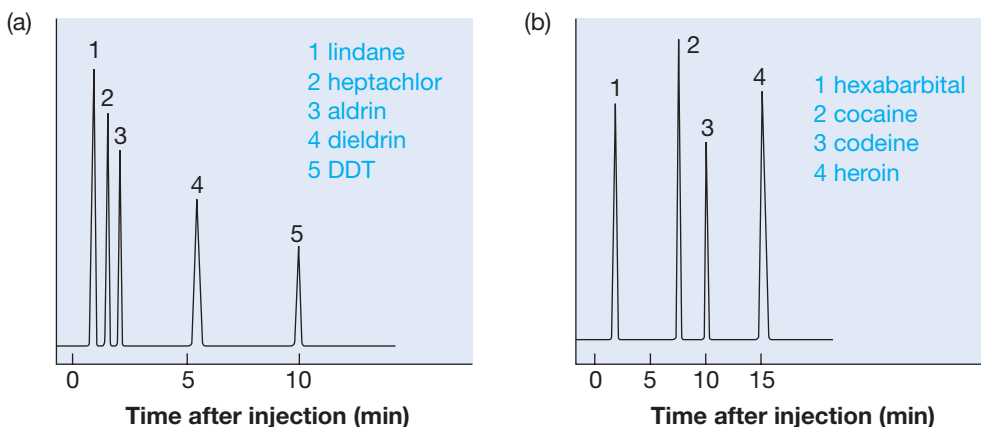 (a)
1
2
3
4
5
1 lindane
2 heptachlor
3 aldrin
4 dieldrin
5 DDT
0 5 10
Time after injection (min)
(b)
1
2
3
4
1 hexabarbital
2 cocaine
3 codeine
4 heroin
0 5 10 15
Time after injection (min)